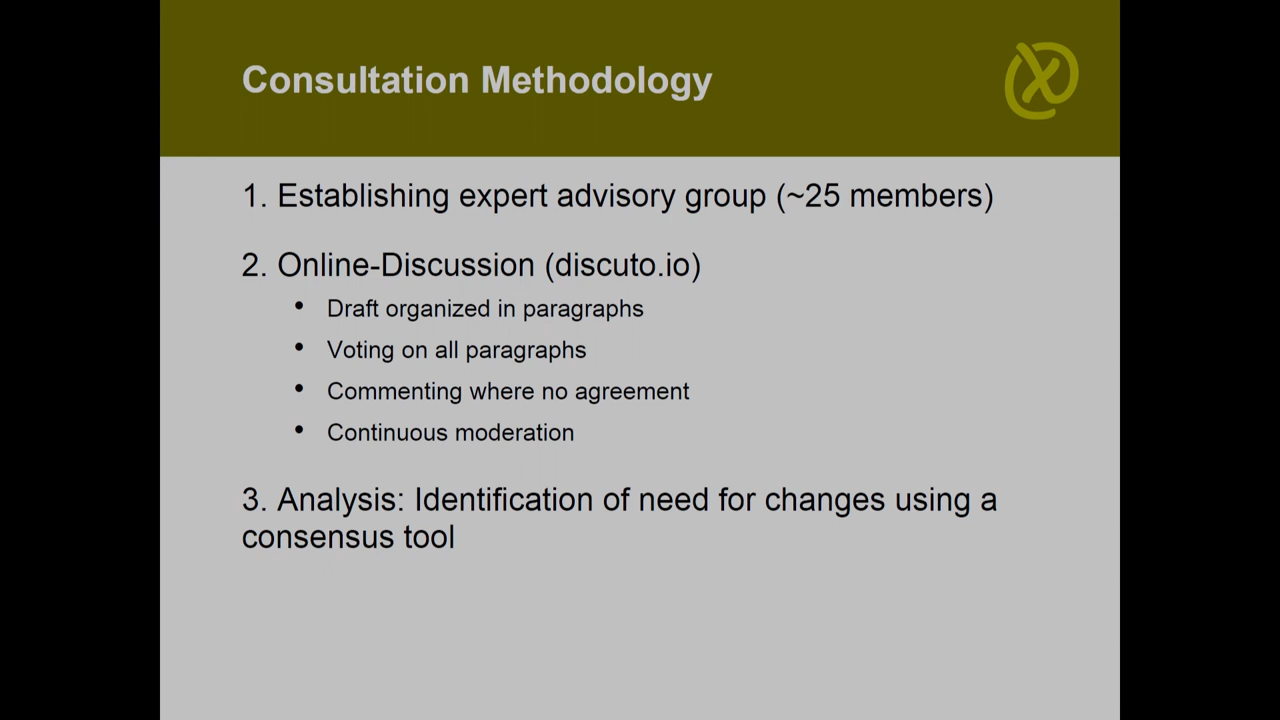 Consultation Methodology
1. Establishing expert advisory group (~25 members)
2. Online-Discussion (discuto.io)
• Draft organized in paragraphs
• Voting on all paragraphs
• Commenting where no agreement
• Continuous moderation
3. Analysis: Identification of need for changes using a
consensus tool